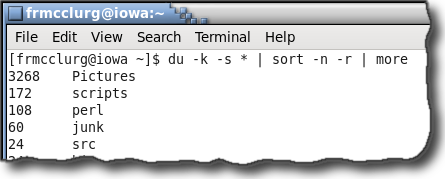 frmcclurg@iowa:~
File Edit View Search Terminal Help
[frmcclurg@iowa ~]$ du -k -s * | sort -n -r | more
3268 Pictures
172 scripts
108 perl
60 junk
24 src